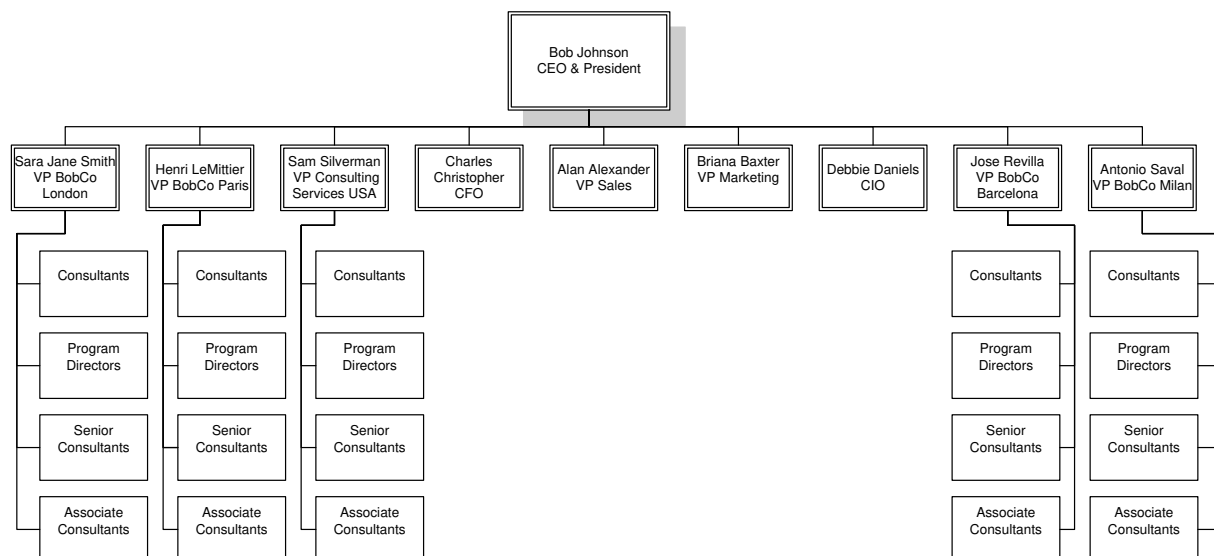 Bob Johnson
CEO & President
Sara Jane Smith
VP BobCo
London
Henri LeMittier
VP BobCo Paris
Sam Silverman
VP Consulting
Services USA
Charles
Christopher
CFO
Alan Alexander
VP Sales
Briana Baxter
VP Marketing
Debbie Daniels
CIO
Jose Revilla
VP BobCo
Barcelona
Antonio Saval
VP BobCo Milan
Consultants
Consultants
Consultants
Consultants
Consultants
Program
Directors
Program
Directors
Program
Directors
Program
Directors
Program
Directors
Senior
Consultants
Senior
Consultants
Senior
Consultants
Senior
Consultants
Senior
Consultants
Associate
Consultants
Associate
Consultants
Associate
Consultants
Associate
Consultants
Associate
Consultants